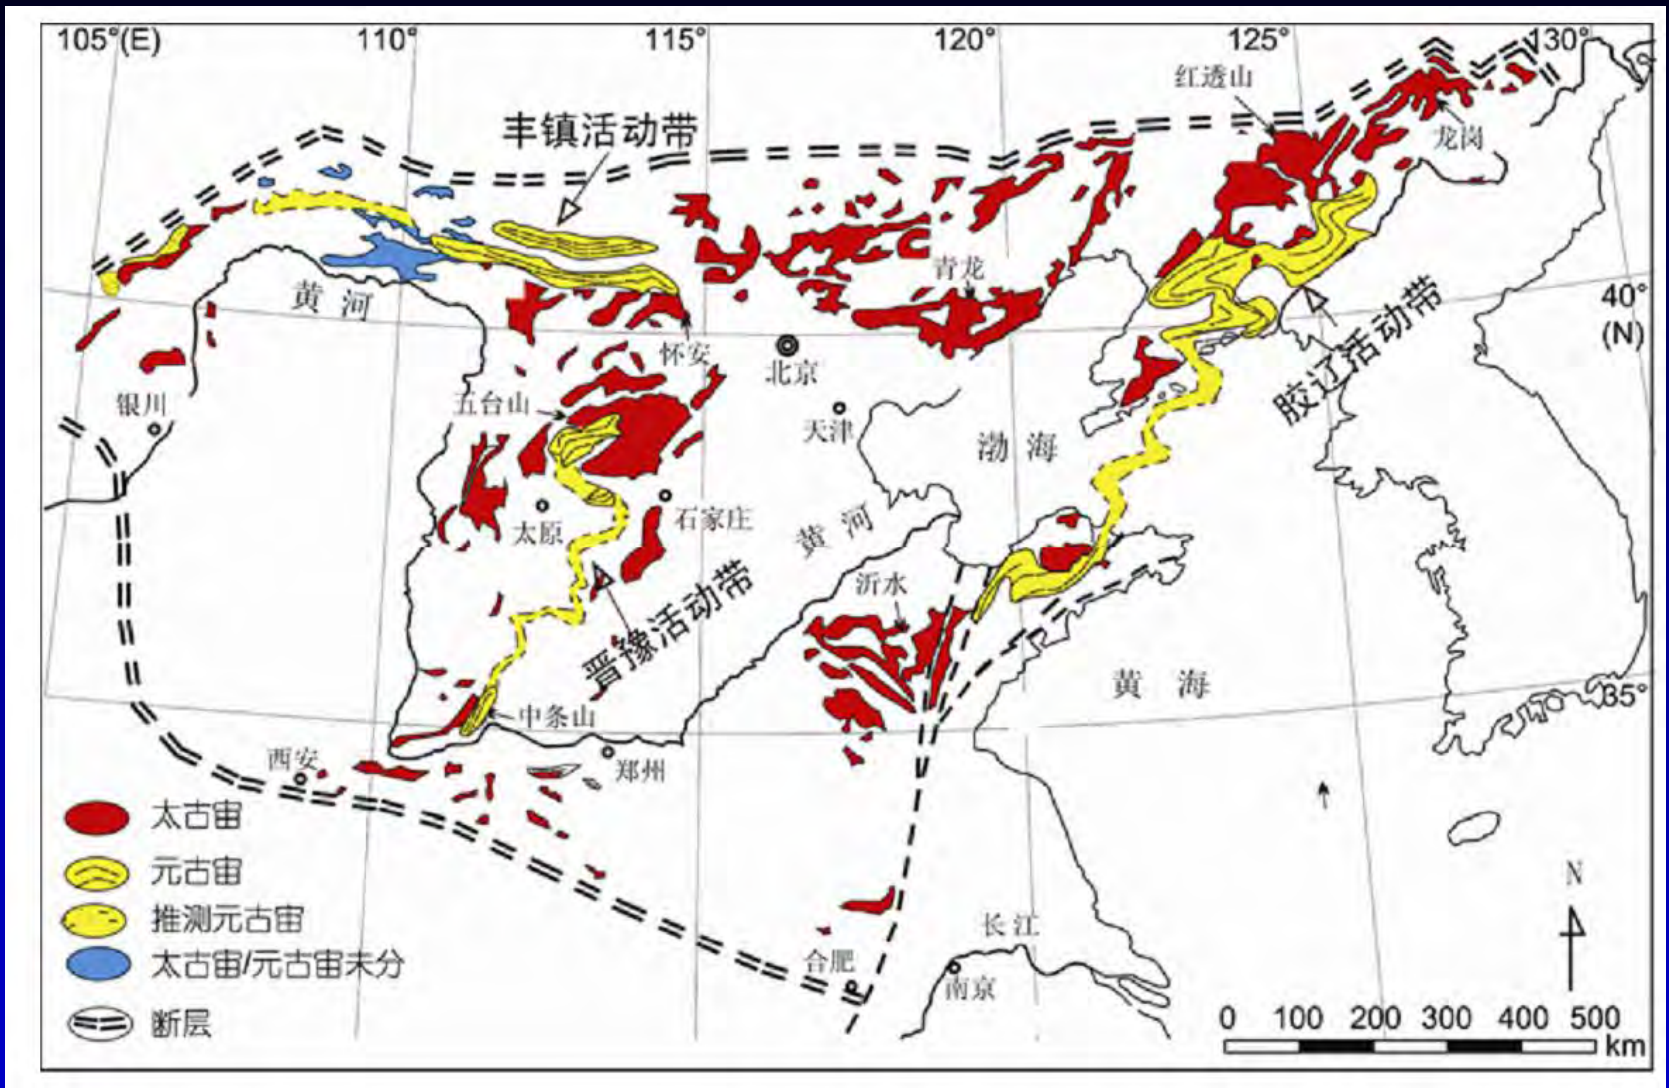 105°(E) 110° 115° 120° 125° 130°
红透山
丰镇活动带
龙岗
青龙
黄河
40°
(N)
怀安
北京
胶辽活动带
银川
五台山
天津
渤海
太原
石家庄
黄河
沂水
晋豫活动带
黄海
35°
中条山
西安
郑州
太古宙
元古宙
推测元古宙
太古宙/元古宙未分
断层
N
长江
合肥
南京
0 100 200 300 400 500
km